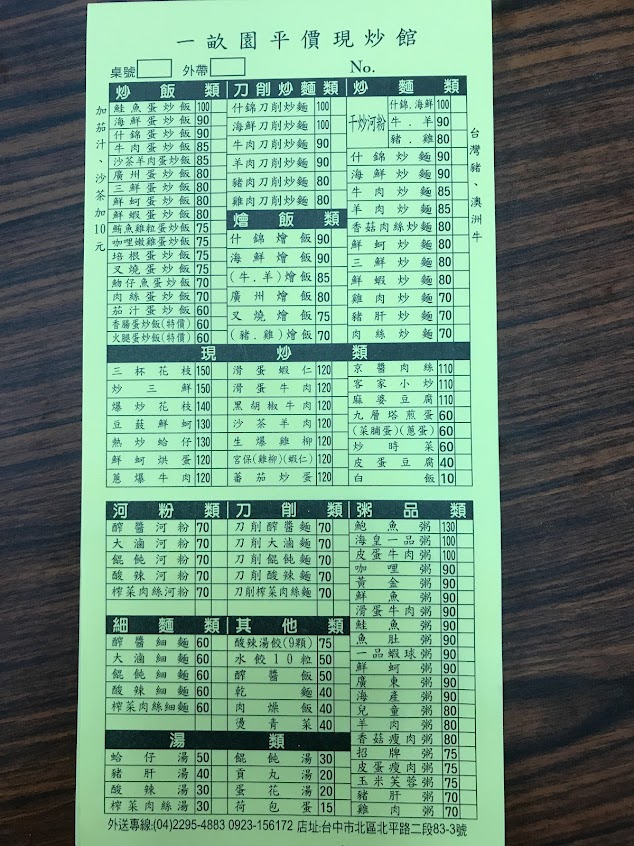 一畝園平價現炒館
桌號 外帶 No.
加茄汁、沙茶加10元
台灣豬、澳洲牛
炒飯類
鮭魚蛋炒飯 100
海鮮蛋炒飯 90
什錦蛋炒飯 90
牛肉蛋炒飯 85
沙茶羊肉蛋炒飯 85
廣州蛋炒飯 80
三鮮蛋炒飯 80
鮮蚵蛋炒飯 80
鮮蝦蛋炒飯 80
鮪魚雞粒蛋炒飯 75
咖哩嫩雞蛋炒飯 75
培根蛋炒飯 75
叉燒蛋炒飯 75
魩仔魚蛋炒飯 70
肉絲蛋炒飯 70
茄汁蛋炒飯 60
香腸蛋炒飯(特價) 60
火腿蛋炒飯(特價) 60
刀削炒麵類
什錦刀削炒麵 100
海鮮刀削炒麵 100
牛肉刀削炒麵 90
羊肉刀削炒麵 90
豬肉刀削炒麵 80
雞肉刀削炒麵 80
燴飯類
什錦燴飯 90
海鮮燴飯 90
(牛.羊)燴飯 85
廣州燴飯 80
叉燒燴飯 75
(豬.雞)燴飯 70
炒麵類
干炒河粉 什錦.海鮮 100
牛.羊 90
豬.雞 90
什錦炒麵 90
海鮮炒麵 90
牛肉炒麵 85
羊肉炒麵 85
香菇肉絲炒麵 80
鮮蚵炒麵 80
三鮮炒麵 80
鮮蝦炒麵 80
雞肉炒麵 70
豬肝炒麵 70
肉絲炒麵 70
現炒類
三杯花枝 150
炒三鮮 150
爆炒花枝 140
豆豉鮮蚵 130
熱炒蛤仔 130
鮮蚵烘蛋 120
蔥爆牛肉 120
滑蛋蝦仁 120
滑蛋牛肉 120
黑胡椒牛肉 120
沙茶羊肉 120
生爆雞柳 120
宮保(雞柳)(蝦仁) 120
番茄炒蛋 120
京醬肉絲 110
客家小炒 110
麻婆豆腐 110
九層塔煎蛋 60
(菜脯蛋)(蔥蛋) 60
炒時菜 60
皮蛋豆腐 40
白飯 10
河粉類
醡醬河粉 70
大滷河粉 70
餛飩河粉 70
酸辣河粉 70
榨菜肉絲河粉 70
刀削類
刀削醡醬麵 70
刀削大滷麵 70
刀削餛飩麵 70
刀削酸辣麵 70
刀削榨菜肉絲麵 70
細麵類
醡醬細麵 60
大滷細麵 60
餛飩細麵 60
酸辣細麵 60
榨菜肉絲細麵 60
其他類
酸辣湯餃(9顆) 75
水餃10粒 50
醡醬飯 50
乾麵 40
肉燥飯 40
燙青菜 40
湯類
蛤仔湯 50
豬肝湯 40
酸辣湯 30
榨菜肉絲湯 30
餛飩湯 30
貢丸湯 20
蛋花湯 20
荷包蛋 15
粥品類
鮑魚粥 130
海皇一品粥 100
皮蛋牛肉粥 100
咖哩粥 90
黃金粥 90
鮮魚粥 90
滑蛋牛肉粥 90
鮭魚粥 90
魚肚粥 90
一品蝦球粥 90
鮮蚵粥 90
廣東粥 90
海產粥 90
兒童粥 80
羊肉粥 80
香菇瘦肉粥 80
招牌粥 75
皮蛋瘦肉粥 75
玉米芙蓉粥 75
豬肝粥 70
雞肉粥 70
外送專線:(04)2295-4883 0923-156172 店址:台中市北區北平路二段83-3號